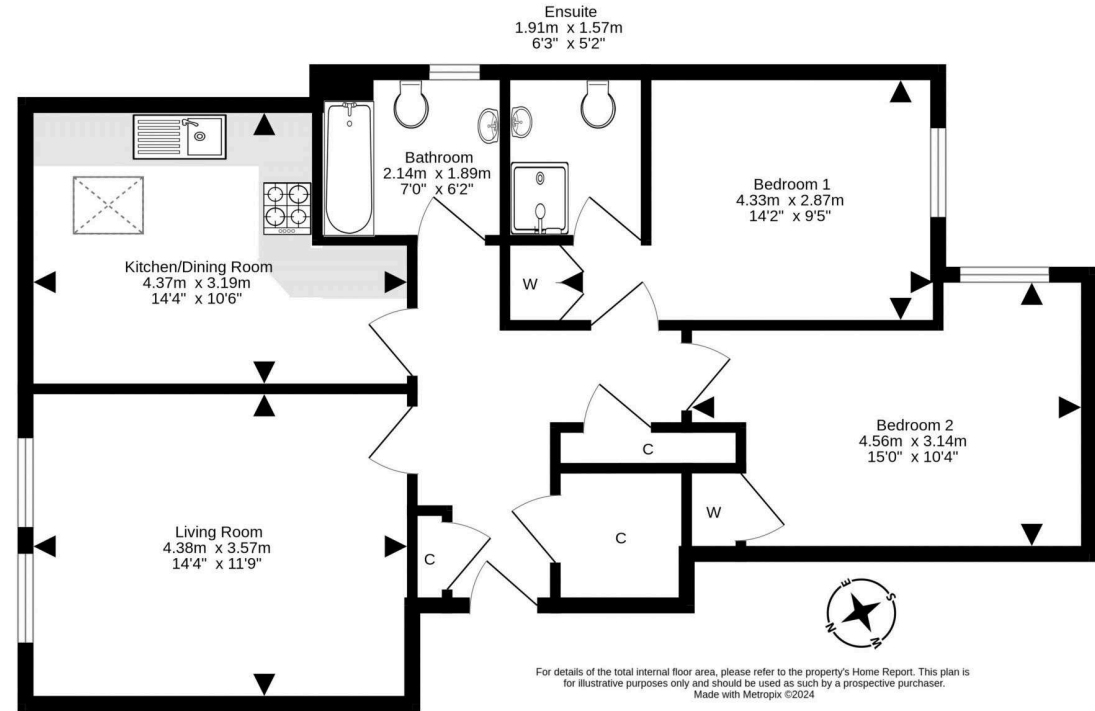 Ensuite
1.91m x 1.57m
6'3" x 5'2"
Bathroom
2.14m x 1.89m
7'0" x 6'2"
Bedroom 1
4.33m x 2.87m
14'2" x 9'5"
Kitchen/Dining Room
4.37m x 3.19m
14'4" x 10'6"
W
Bedroom 2
4.56m x 3.14m
15'0" x 10'4"
C
Living Room
4.38m x 3.57m
14'4" x 11'9"
C
C
W
E
S
N
W
For details of the total internal floor area, please refer to the property's Home Report. This plan is
for illustrative purposes only and should be used as such by a prospective purchaser.
Made with Metropix ©2024